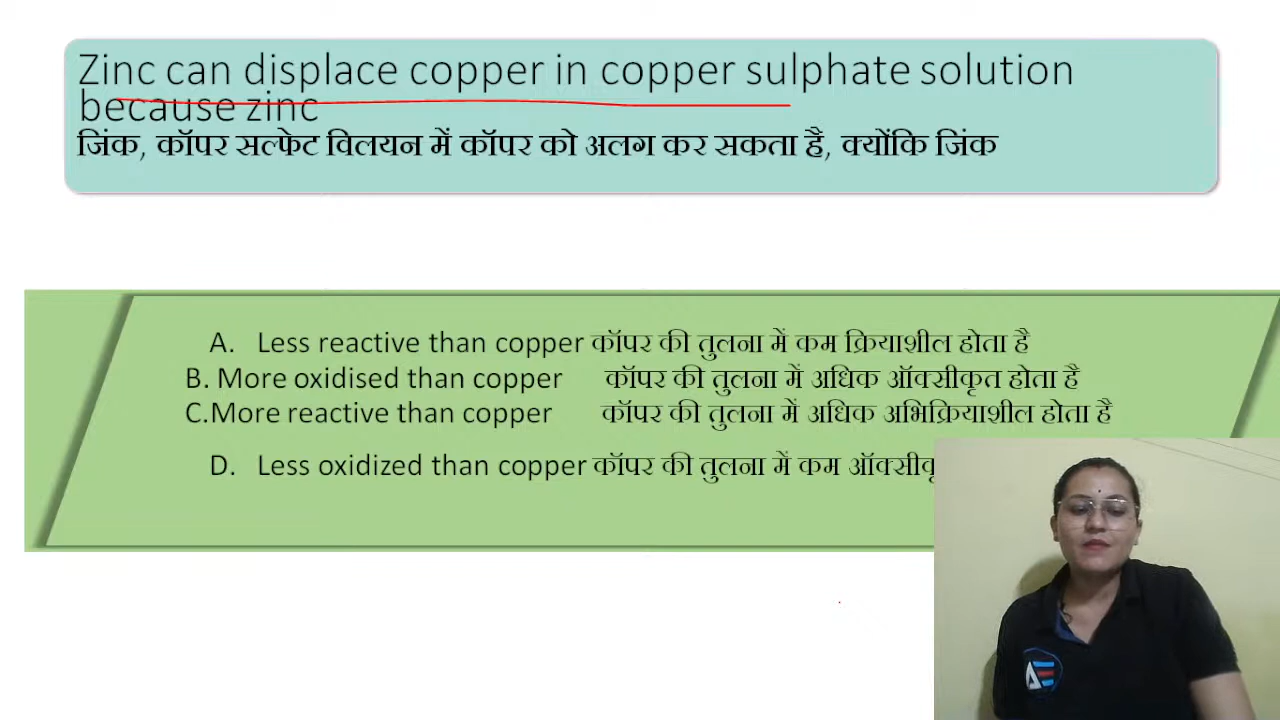 Zinc can displace copper in copper sulphate solution
because zinc
जिंक, कॉपर सल्फेट विलयन में कॉपर को अलग कर सकता है, क्योंकि जिंक
A. Less reactive than copper कॉपर की तुलना में कम क्रियाशील होता है
B. More oxidised than copper कॉपर की तुलना में अधिक ऑक्सीकृत होता है
C.More reactive than copper कॉपर की तुलना में अधिक अभिक्रियाशील होता है
D. Less oxidized than copper कॉपर की तुलना में कम